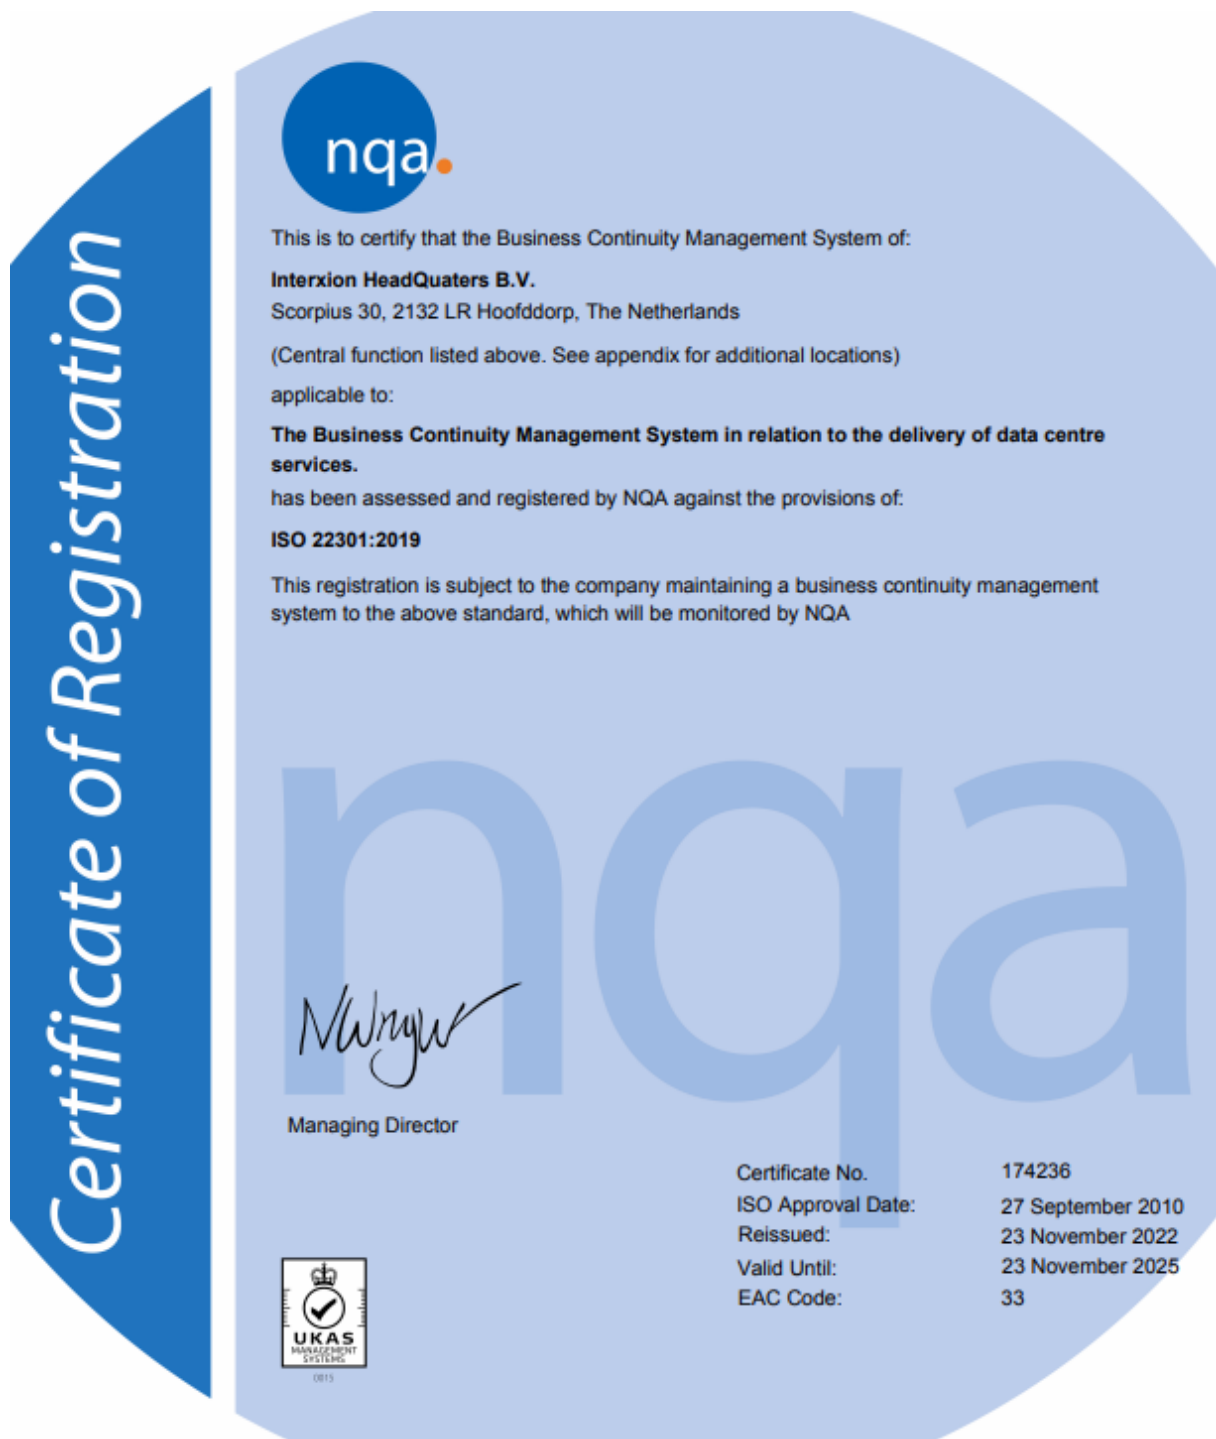 Certificate of Registration
nqa.
This is to certify that the Business Continuity Management System of:
Interxion HeadQuaters B.V.
Scorpius 30, 2132 LR Hoofddorp, The Netherlands
(Central function listed above. See appendix for additional locations)
applicable to:
The Business Continuity Management System in relation to the delivery of data centre
services.
has been assessed and registered by NQA against the provisions of:
ISO 22301:2019
This registration is subject to the company maintaining a business continuity management
system to the above standard, which will be monitored by NQA
nqa
Managing Director
Certificate No. 174236
ISO Approval Date: 27 September 2010
Reissued: 23 November 2022
Valid Until: 23 November 2025
EAC Code: 33
UKAS
MANAGEMENT
SYSTEMS
0015